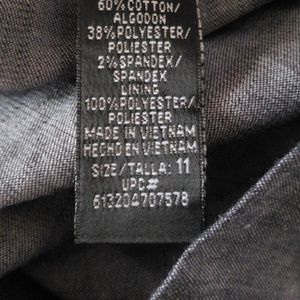 60%COTTON/
ALGODON
38%POLYESTER/
POLIESTER
2%SPANDEX/
SPANDEX
LINING
100%POLYESTER/
POLIESTER
MADE IN VIETNAM
HECHO EN VIETNAM
SIZE/TALLA: 11
UPC#
613204707578